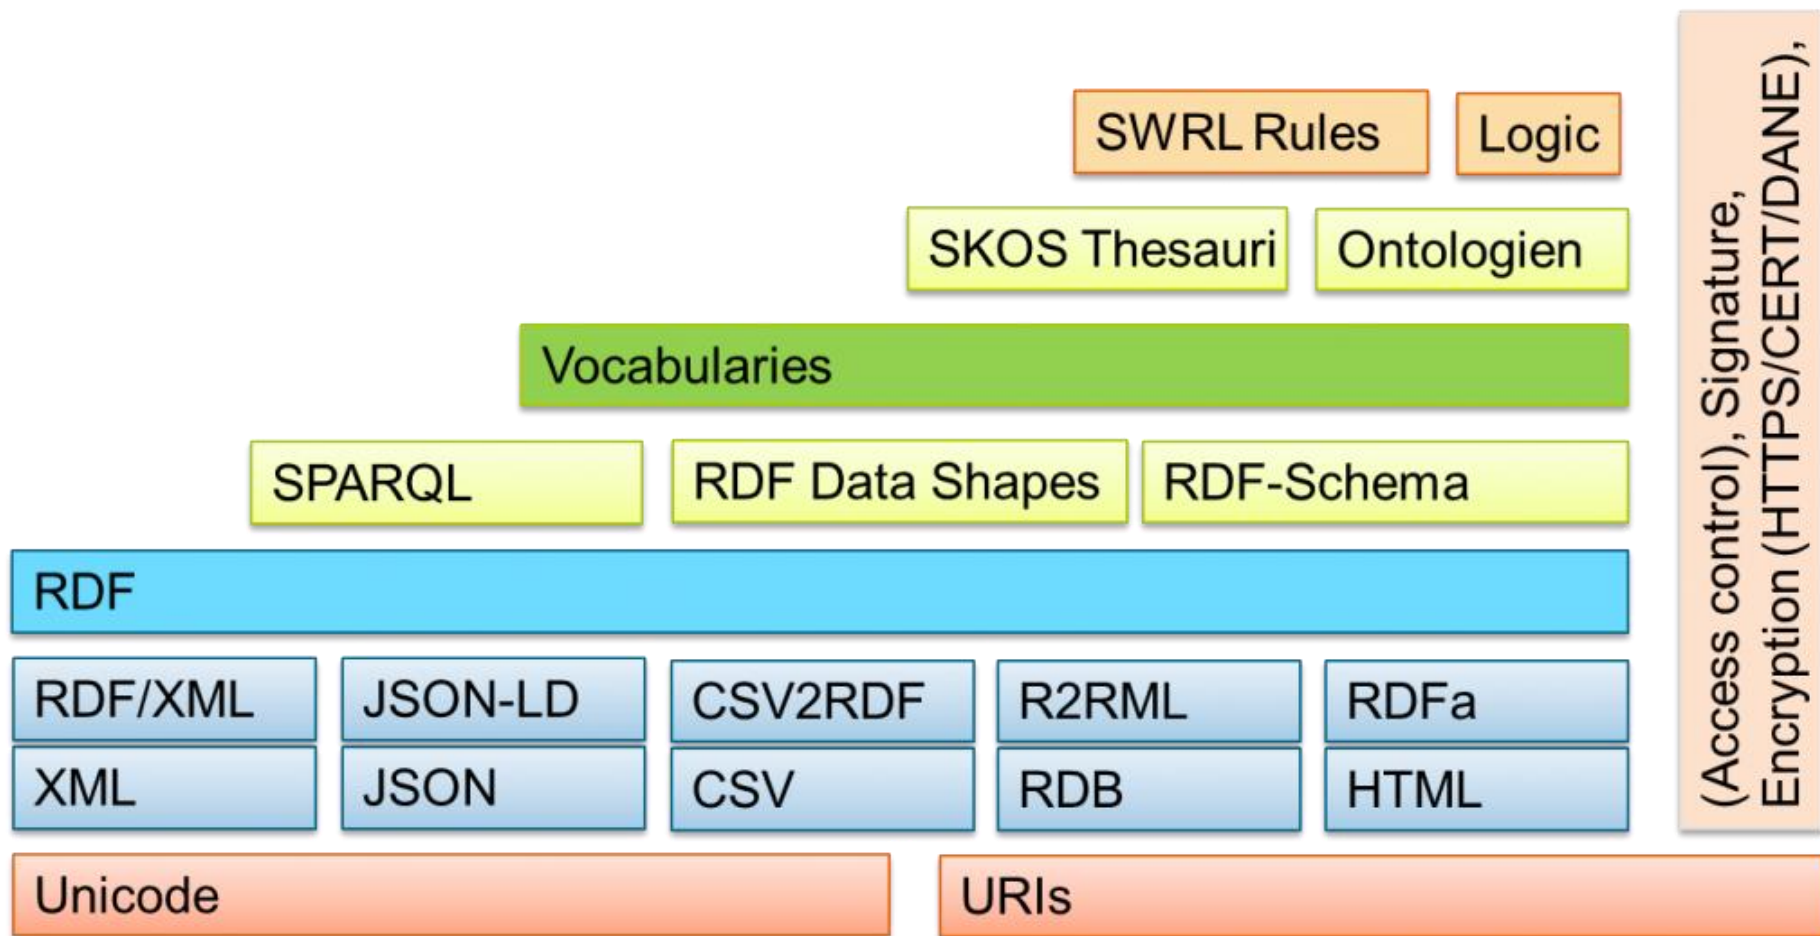 SWRL Rules
Logic
SKOS Thesauri
Ontologien
Vocabularies
SPARQL
RDF Data Shapes
RDF-Schema
RDF
RDF/XML
JSON-LD
CSV2RDF
R2RML
RDFa
XML
JSON
CSV
RDB
HTML
Unicode
URIs
(Access control), Signature,
Encryption (HTTPS/CERT/DANE),